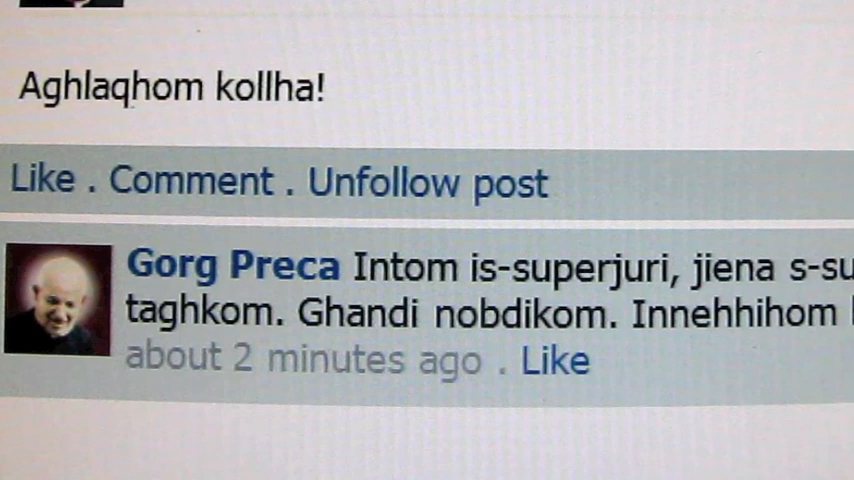 Aghlaqhom kollha!
Like . Comment . Unfollow post
Gorg Preca Intom is-superjuri, jiena s-su
taghkom. Ghandi nobdikom. Innehhihom
about 2 minutes ago . Like